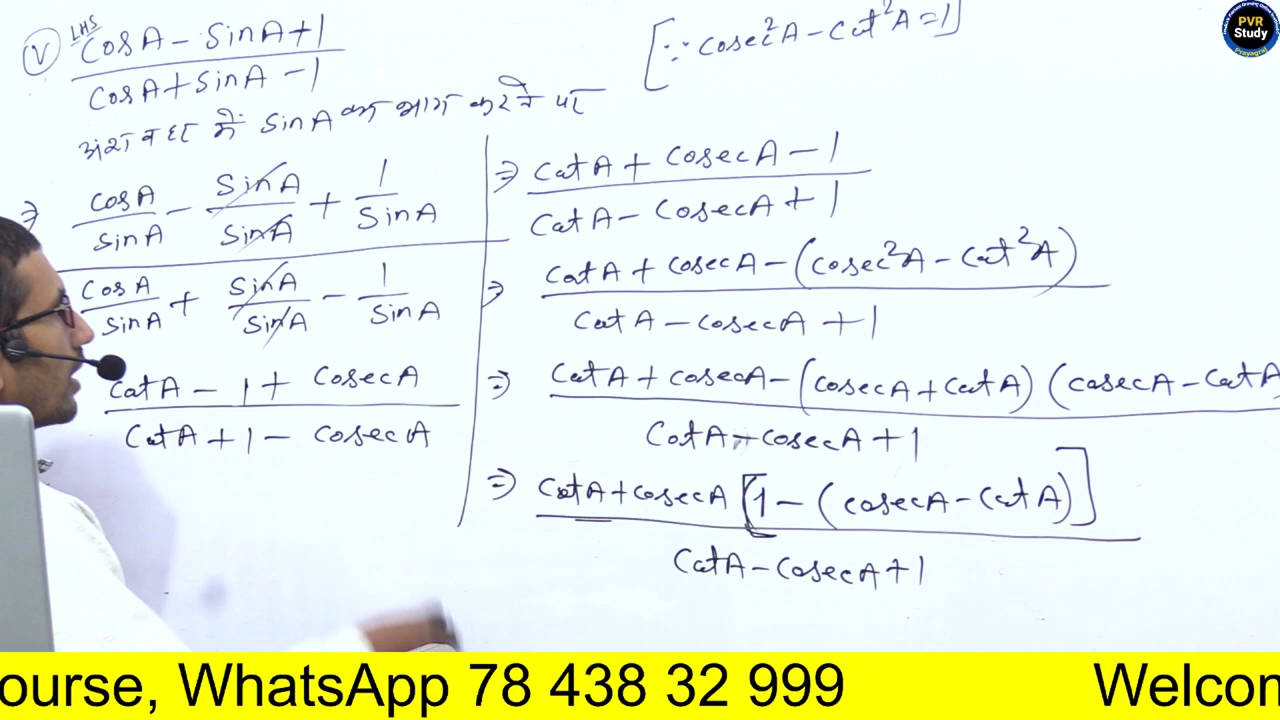 LHS
(v) CosA - SinA + 1 / CosA + SinA - 1
[∵ Cosec²A - Cot²A = 1]
अंश व हर में SinA का भाग करने पर
⇒ CosA/SinA - SinA/SinA + 1/SinA
CosA/SinA + SinA/SinA - 1/SinA
CotA - 1 + CosecA
CotA + 1 - CosecA
⇒ CotA + CosecA - 1
CotA - CosecA + 1
⇒ CotA + CosecA - (Cosec²A - Cot²A)
CotA - CosecA + 1
⇒ CotA + CosecA - (CosecA + CotA) (CosecA - CotA
CotA - CosecA + 1
⇒ CotA + CosecA [1 - (CosecA - CotA)]
CotA - CosecA + 1
PVR
Study
Prayagraj
ourse, WhatsApp 78 438 32 999 Welcom